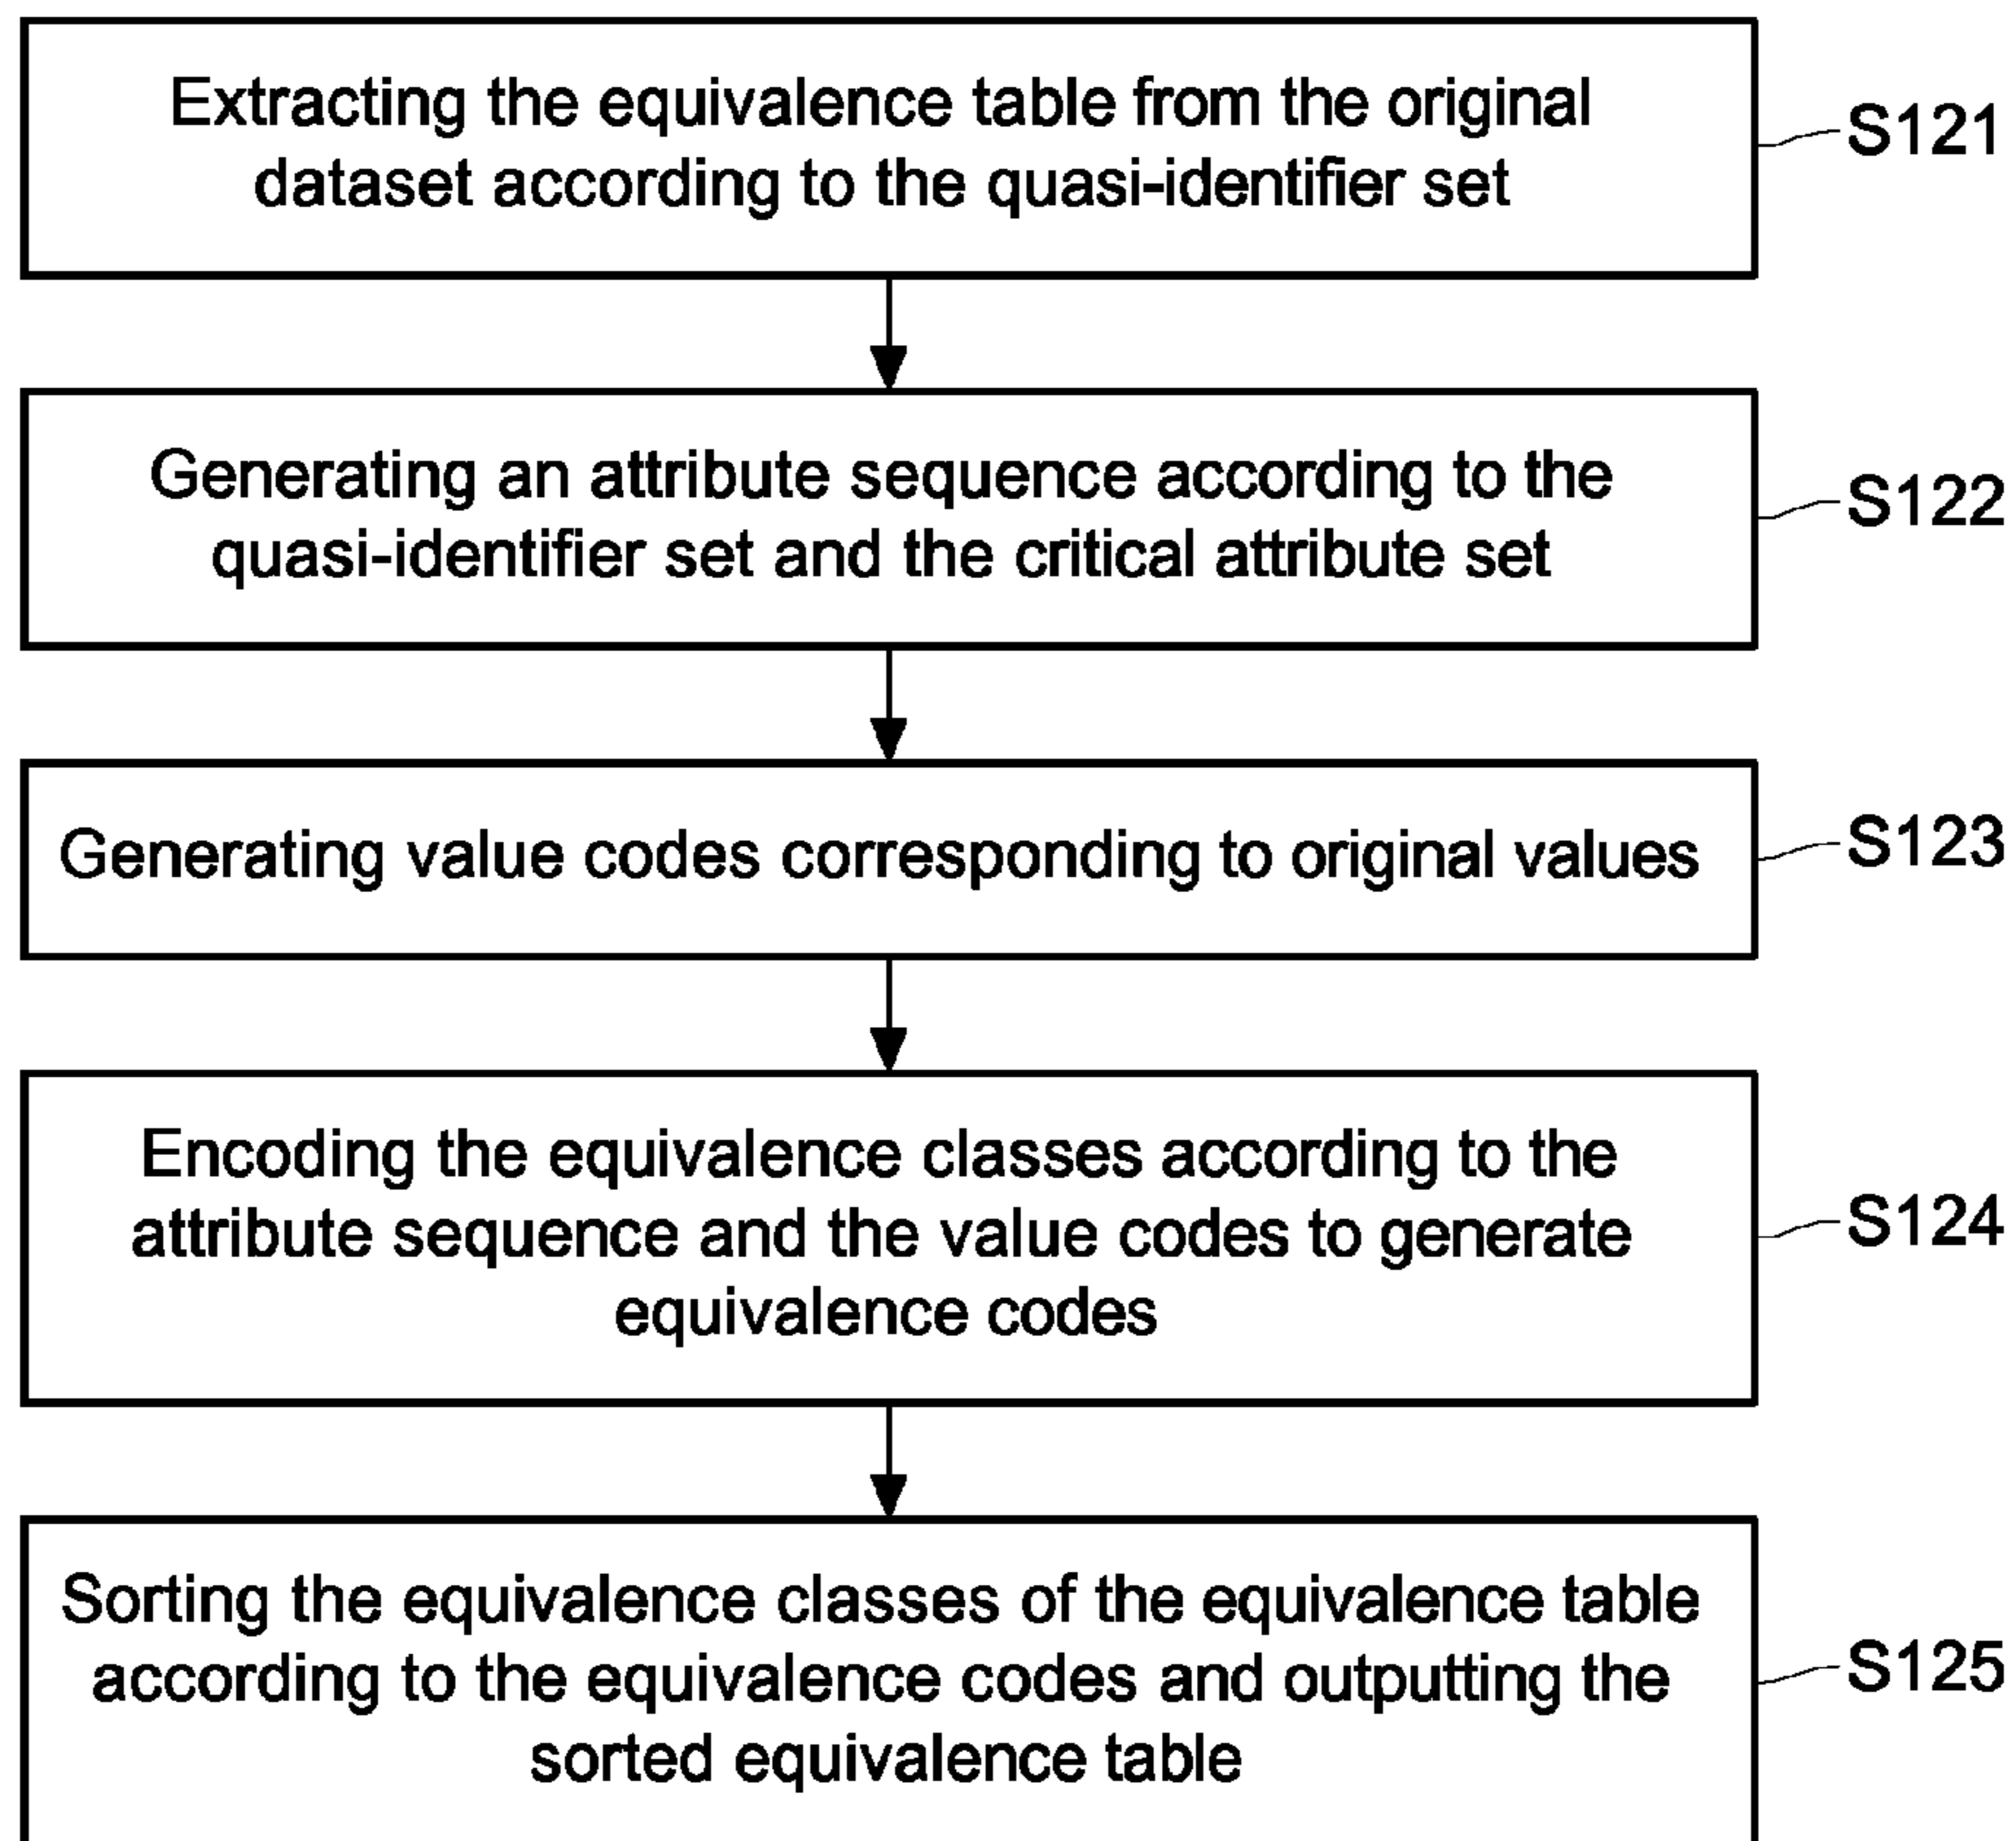 Extracting the equivalence table from the original
dataset according to the quasi-identifier set
S121
Generating an attribute sequence according to the
quasi-identifier set and the critical attribute set
S122
Generating value codes corresponding to original values
S123
Encoding the equivalence classes according to the
attribute sequence and the value codes to generate
equivalence codes
S124
Sorting the equivalence classes of the equivalence table
according to the equivalence codes and outputting the
sorted equivalence table
S125